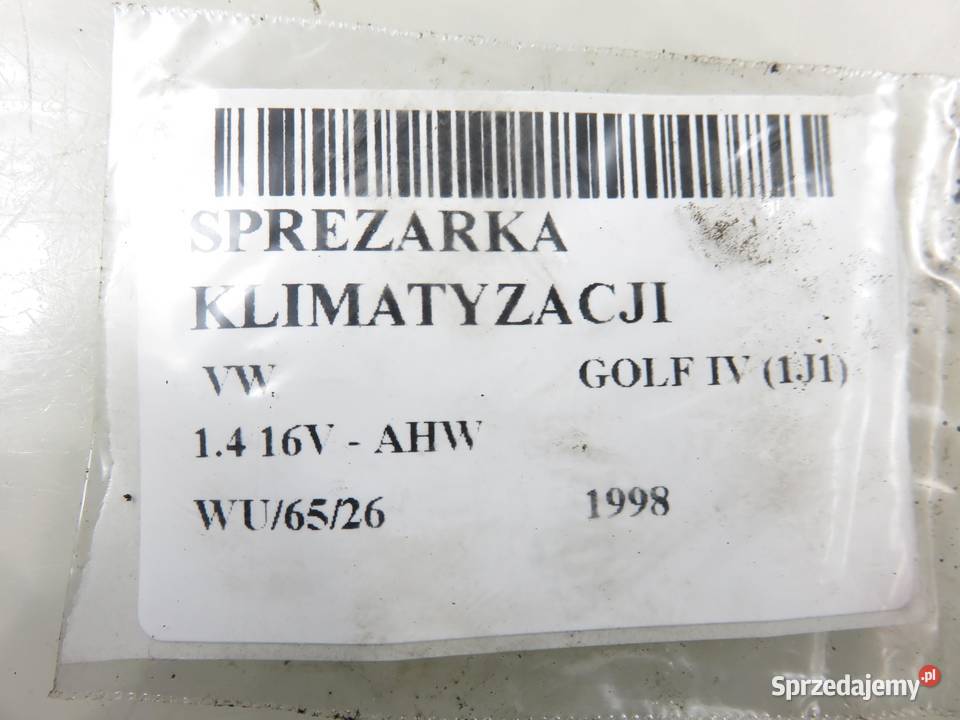 SPREZARKA
KLIMATYZACJI
VW GOLF IV (1J1)
1.4 16V - AHW
WU/65/26 1998
Sprzedajemy.pl